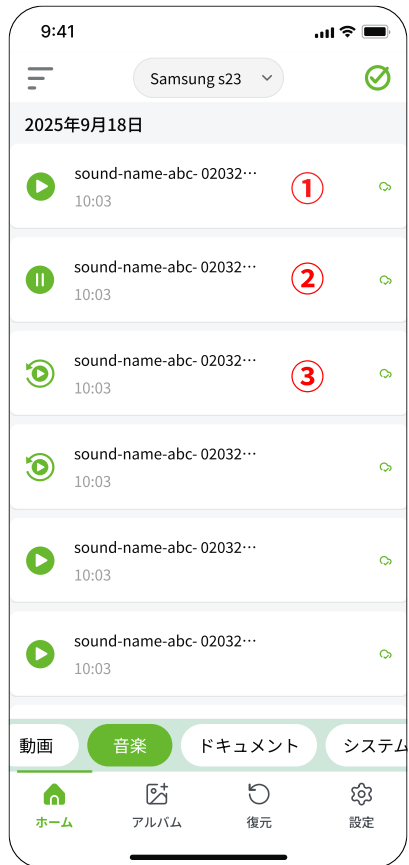 9:41
Samsung s23
2025年9月18日
sound-name-abc- 02032…
10:03
①
sound-name-abc- 02032…
10:03
②
sound-name-abc- 02032…
10:03
③
sound-name-abc- 02032…
10:03
sound-name-abc- 02032…
10:03
sound-name-abc- 02032…
10:03
動画 音楽 ドキュメント システム
ホーム アルバム 復元 設定